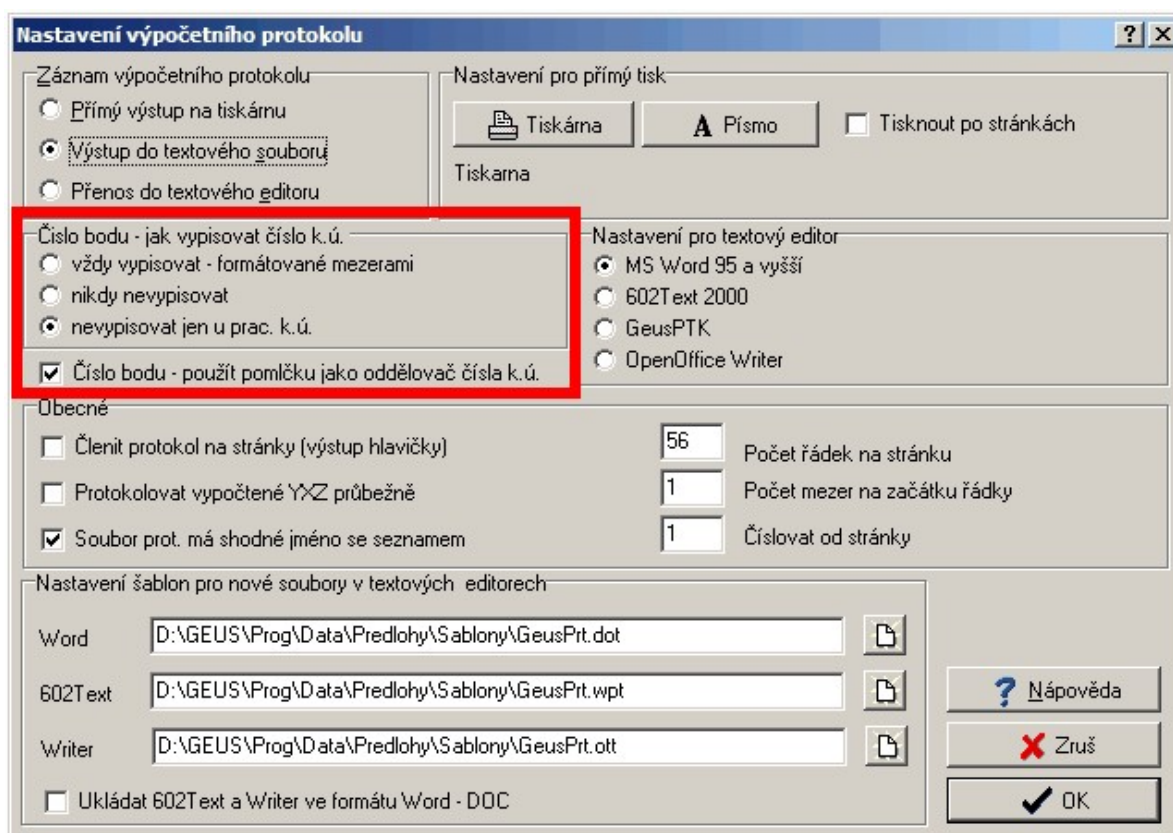 Nastavení výpočetního protokolu
Záznam výpočetního protokolu
Přímý výstup na tiskárnu
Výstup do textového souboru
Přenos do textového editoru
Nastavení pro přímý tisk
Tiskárna
Písmo
Tisknout po stránkách
Tiskarna
Čislo bodu - jak vypisovat číslo k.ú.
vždy vypisovat - formátované mezerami
nikdy nevypisovat
nevypisovat jen u prac. k.ú.
Číslo bodu - použít pomlčku jako oddělovač čísla k.ú.
Nastavení pro textový editor
MS Word 95 a vyšší
602Text 2000
GeusPTK
OpenOffice Writer
Obecné
Členit protokol na stránky (výstup hlavičky)
Protokolovat vypočtené YXZ průbežně
Soubor prot. má shodné jméno se seznamem
56 Počet řádek na stránku
1 Počet mezer na začátku řádky
1 Číslovat od stránky
Nastavení šablon pro nové soubory v textových editorech
Word D:\GEUS\Prog\Data\Predlohy\Sablony\GeusPrt.dot
602Text D:\GEUS\Prog\Data\Predlohy\Sablony\GeusPrt.wpt
Writer D:\GEUS\Prog\Data\Predlohy\Sablony\GeusPrt.ott
Ukládat 602Text a Writer ve formátu Word - DOC
Nápověda
Zruš
OK